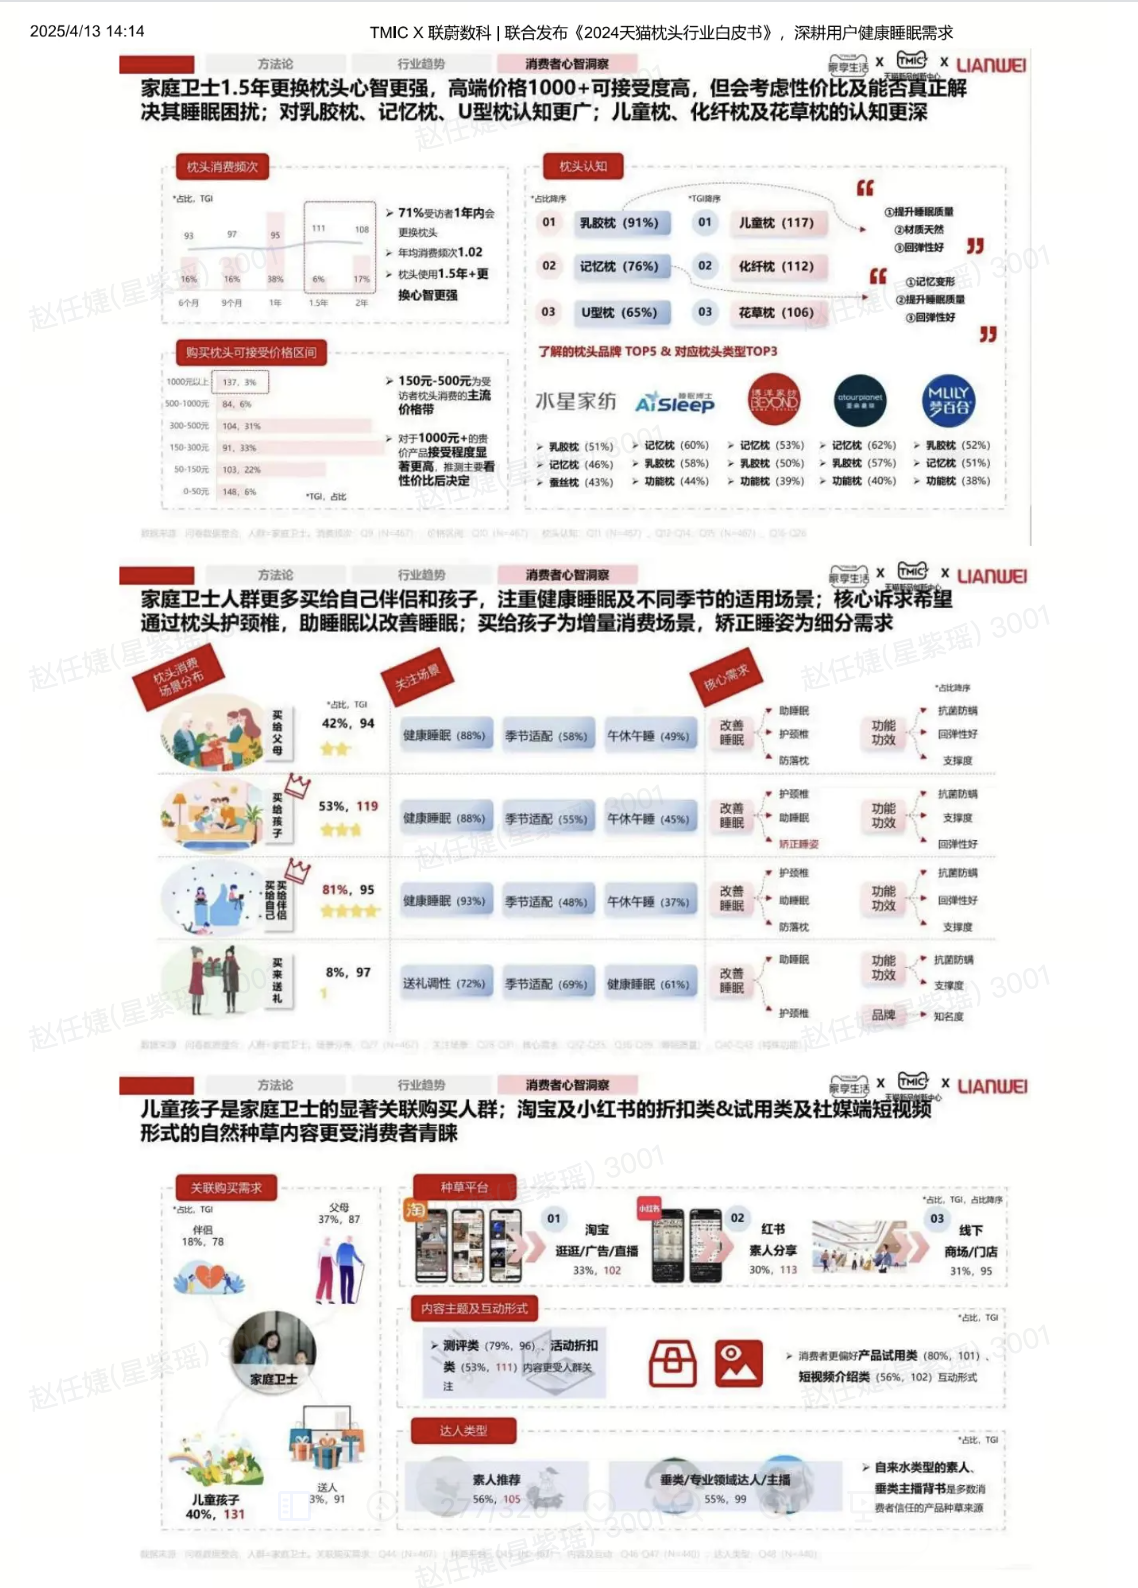 2025/4/13 14:14
TMIC X 联蔚数科 | 联合发布《2024天猫枕头行业白皮书》，深耕用户健康睡眠需求
方法论
行业趋势
消费者心智洞察
家享生活 X TMIC 天猫新品创新中心 X LIANWEI
家庭卫士1.5年更换枕头心智更强，高端价格1000+可接受度高，但会考虑性价比及能否真正解
决其睡眠困扰；对乳胶枕、记忆枕、U型枕认知更广；儿童枕、化纤枕及花草枕的认知更深
枕头消费频次
*占比，TGI
93 97 95 111 108
16% 16% 38% 6% 17%
6个月 9个月 1年 1.5年 2年
➢ 71%受访者1年内会
更换枕头
➢ 年均消费频次1.02
➢ 枕头使用1.5年+更
换心智更强
购买枕头可接受价格区间
1000元以上 137, 3%
500-1000元 84, 6%
300-500元 104, 31%
150-300元 91, 33%
50-150元 103, 22%
0-50元 148, 6%
*TGI, 占比
➢ 150元-500元为受
访者枕头消费的主流
价格带
➢ 对于1000元+的贵
价产品接受程度显
著更高，推测主要看
性价比后决定
枕头认知
*占比降序
*TGI降序
01 乳胶枕（91%） 01 儿童枕（117）
02 记忆枕（76%） 02 化纤枕（112）
03 U型枕（65%） 03 花草枕（106）
①提升睡眠质量
②材质天然
③回弹性好
①记忆变形
②提升睡眠质量
③回弹性好
了解的枕头品牌 TOP5 & 对应枕头类型TOP3
水星家纺
睡眠博士 AiSleep
博洋家纺 BEYOND HOME TEXTILE
atourplanet 亚朵星球
MLILY 梦百合
➢ 乳胶枕（51%） ➢ 记忆枕（60%） ➢ 记忆枕（53%） ➢ 记忆枕（62%） ➢ 乳胶枕（52%）
➢ 记忆枕（46%） ➢ 乳胶枕（58%） ➢ 乳胶枕（50%） ➢ 乳胶枕（57%） ➢ 记忆枕（51%）
➢ 蚕丝枕（43%） ➢ 功能枕（44%） ➢ 功能枕（39%） ➢ 功能枕（40%） ➢ 功能枕（38%）
方法论
行业趋势
消费者心智洞察
家享生活 X TMIC 天猫新品创新中心 X LIANWEI
家庭卫士人群更多买给自己伴侣和孩子，注重健康睡眠及不同季节的适用场景；核心诉求希望
通过枕头护颈椎，助睡眠以改善睡眠；买给孩子为增量消费场景，矫正睡姿为细分需求
枕头消费
场景分布
关注场景
核心需求
*占比，TGI
*占比降序
买给父母
42%，94
健康睡眠（88%） 季节适配（58%） 午休午睡（49%）
改善睡眠
助睡眠
护颈椎
防落枕
功能功效
抗菌防螨
回弹性好
支撑度
买给孩子
53%，119
健康睡眠（88%） 季节适配（55%） 午休午睡（45%）
改善睡眠
护颈椎
助睡眠
矫正睡姿
功能功效
抗菌防螨
支撑度
回弹性好
买给伴侣
买给自己
81%，95
健康睡眠（93%） 季节适配（48%） 午休午睡（37%）
改善睡眠
护颈椎
助睡眠
防落枕
功能功效
抗菌防螨
回弹性好
支撑度
买来送礼
8%，97
送礼调性（72%） 季节适配（69%） 健康睡眠（61%）
改善睡眠
助睡眠
护颈椎
功能功效
抗菌防螨
支撑度
品牌
知名度
方法论
行业趋势
消费者心智洞察
家享生活 X TMIC 天猫新品创新中心 X LIANWEI
儿童孩子是家庭卫士的显著关联购买人群；淘宝及小红书的折扣类&试用类及社媒端短视频
形式的自然种草内容更受消费者青睐
关联购买需求
*占比，TGI
伴侣
18%, 78
父母
37%, 87
家庭卫士
儿童孩子
40%, 131
送人
3%, 91
种草平台
*占比，TGI，占比降序
淘
01 淘宝
逛逛/广告/直播
33%，102
小红书
02 红书
素人分享
30%，113
03 线下
商场/门店
31%，95
内容主题及互动形式
*占比，TGI
➢ 测评类（79%，96）、活动折扣
类（53%，111）内容更受人群关
注
➢ 消费者更偏好产品试用类（80%，101）、
短视频介绍类（56%，102）互动形式
达人类型
*占比，TGI
素人推荐
56%，105
垂类/专业领域达人/主播
55%，99
➢ 自来水类型的素人、
垂类主播背书是多数消
费者信任的产品种草来源
赵任婕(星紫瑶) 3001